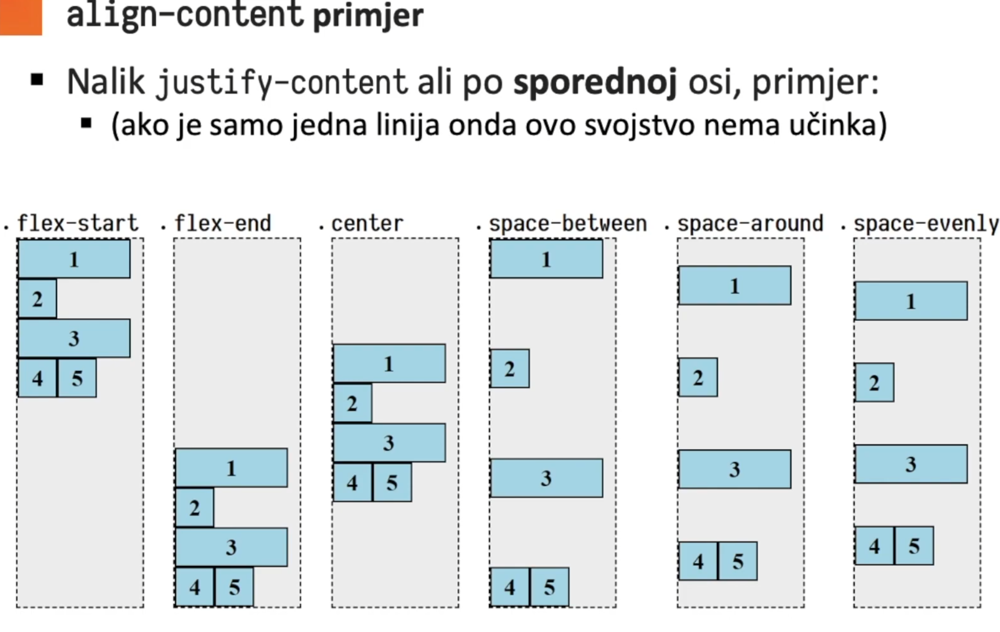 align-content primjer
▪ Nalik justify-content ali po sporednoj osi, primjer:
▪ (ako je samo jedna linija onda ovo svojstvo nema učinka)
. flex-start
1
2
3
4 5
. flex-end
1
2
3
4 5
. center
1
2
3
4 5
. space-between
1
2
3
4 5
. space-around
1
2
3
4 5
. space-evenly
1
2
3
4 5